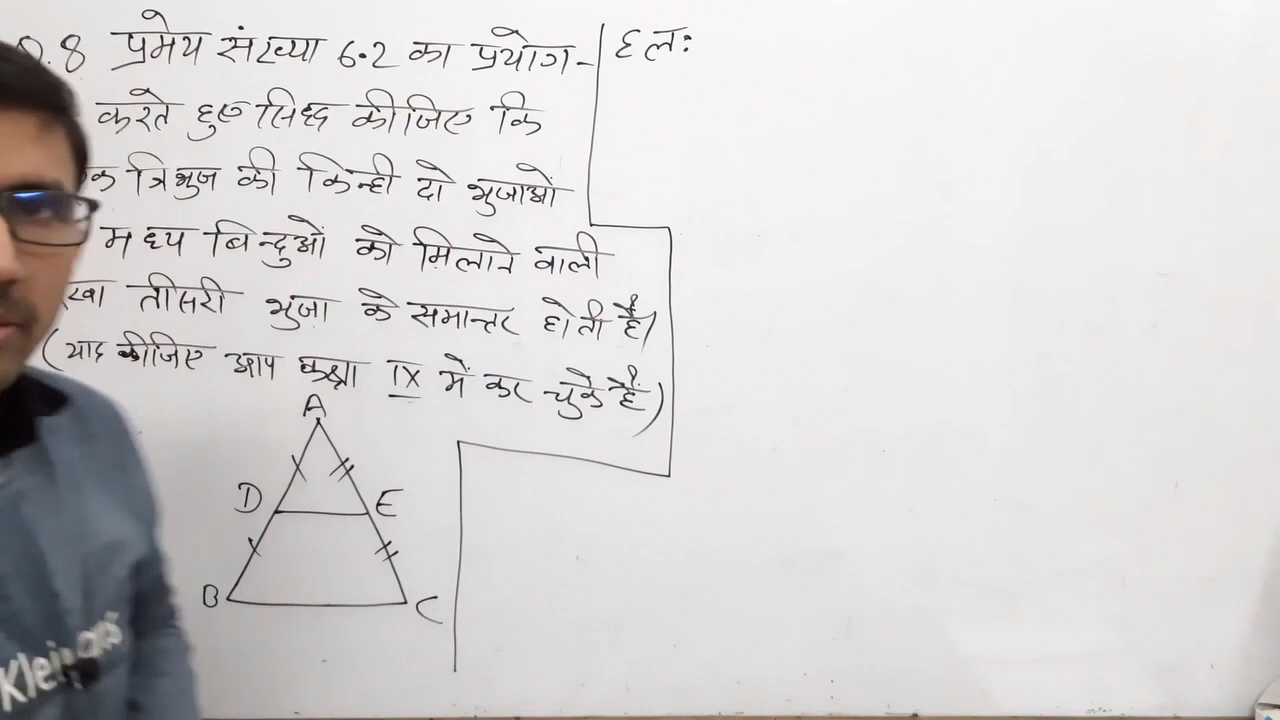 .8 प्रमेय संख्या 6.2 का प्रयोग-
करते हुए सिध्द कीजिए कि
क त्रिभुज की किन्ही दो भुजाओं
मध्य बिन्दुओं को मिलाने वाली
खा तीसरी भुजा के समान्तर होती है।
(याद कीजिए आप कक्षा IX में कर चुके हैं)
हलः
A
D E
B C